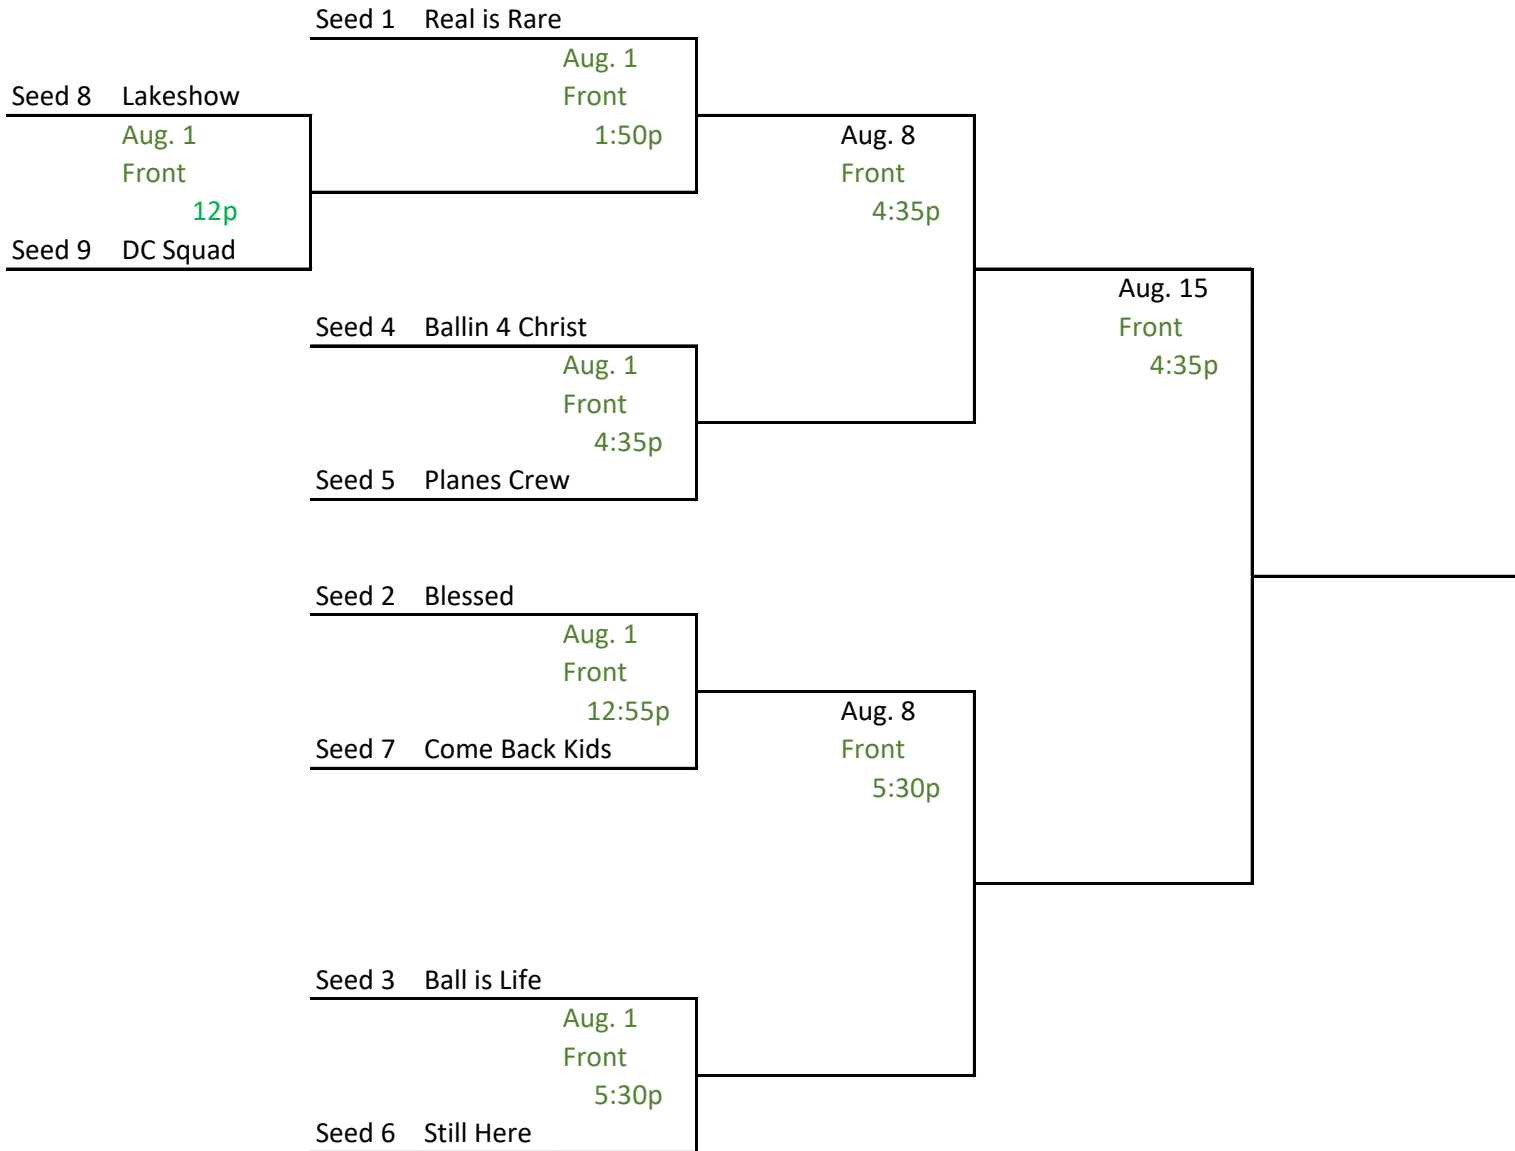 Seed 1 Real is Rare
Aug. 1
Seed 8 Lakeshow
Front
Aug. 1
1:50p
Aug. 8
Front
Front
12p
4:35p
Seed 9 DC Squad
Aug. 15
Seed 4 Ballin 4 Christ
Front
Aug. 1
4:35p
Front
4:35p
Seed 5 Planes Crew
Seed 2 Blessed
Aug. 1
Front
12:55p
Aug. 8
Seed 7 Come Back Kids
Front
5:30p
Seed 3 Ball is Life
Aug. 1
Front
5:30p
Seed 6 Still Here